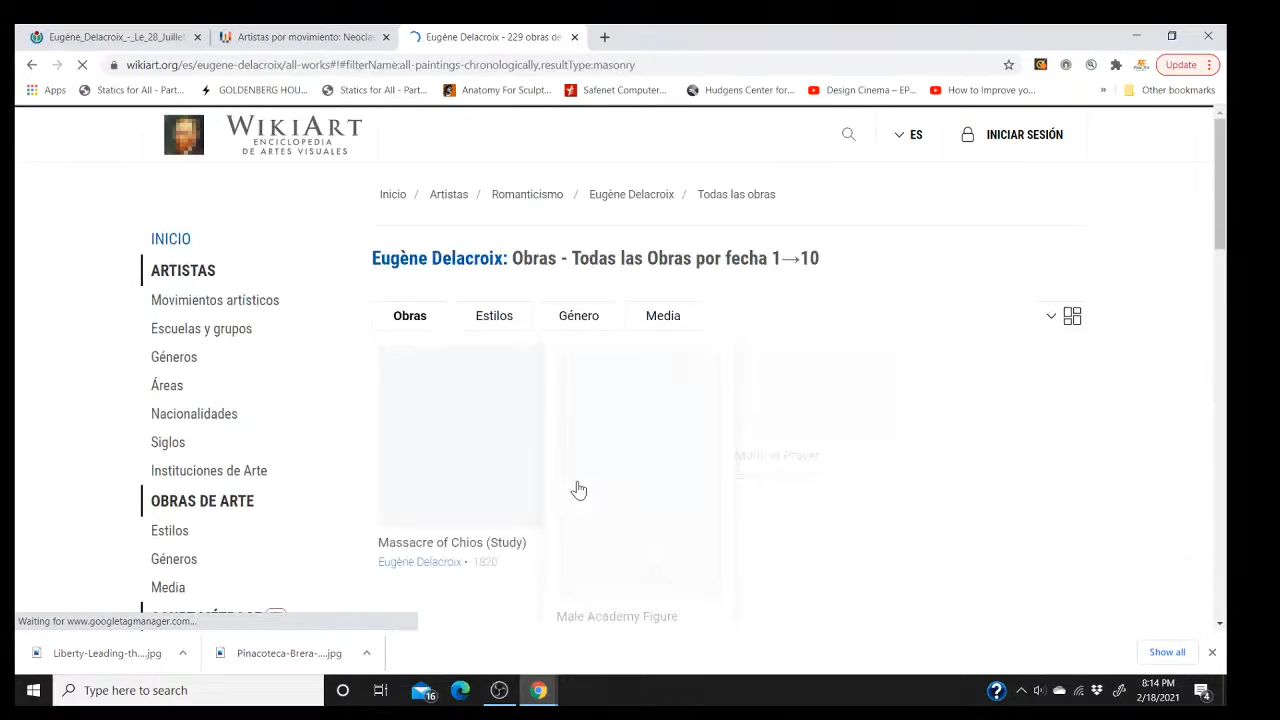 Eugène_Delacroix_-_Le_28_Juillet
Artistas por movimiento: Neoclas
Eugène Delacroix - 229 obras de
wikiart.org/es/eugene-delacroix/all-works#!#filterName:all-paintings-chronologically,resultType:masonry
Update
Apps
Statics for All - Part...
GOLDENBERG HOU...
Statics for All - Part...
Anatomy For Sculpt...
Safenet Computer...
Hudgens Center for...
Design Cinema – EP...
How to Improve yo...
»
Other bookmarks
WIKIART
ENCICLOPEDIA
DE ARTES VISUALES
ES
INICIAR SESIÓN
Inicio / Artistas / Romanticismo / Eugène Delacroix / Todas las obras
INICIO
ARTISTAS
Movimientos artísticos
Escuelas y grupos
Géneros
Áreas
Nacionalidades
Siglos
Instituciones de Arte
OBRAS DE ARTE
Estilos
Géneros
Media
Eugène Delacroix: Obras - Todas las Obras por fecha 1→10
Obras
Estilos
Género
Media
Massacre of Chios (Study)
Eugène Delacroix • 1820
Male Academy Figure
Waiting for www.googletagmanager.com...
Liberty-Leading-th....jpg
Pinacoteca-Brera-....jpg
Show all
Type here to search
16
8:14 PM
2/18/2021
4